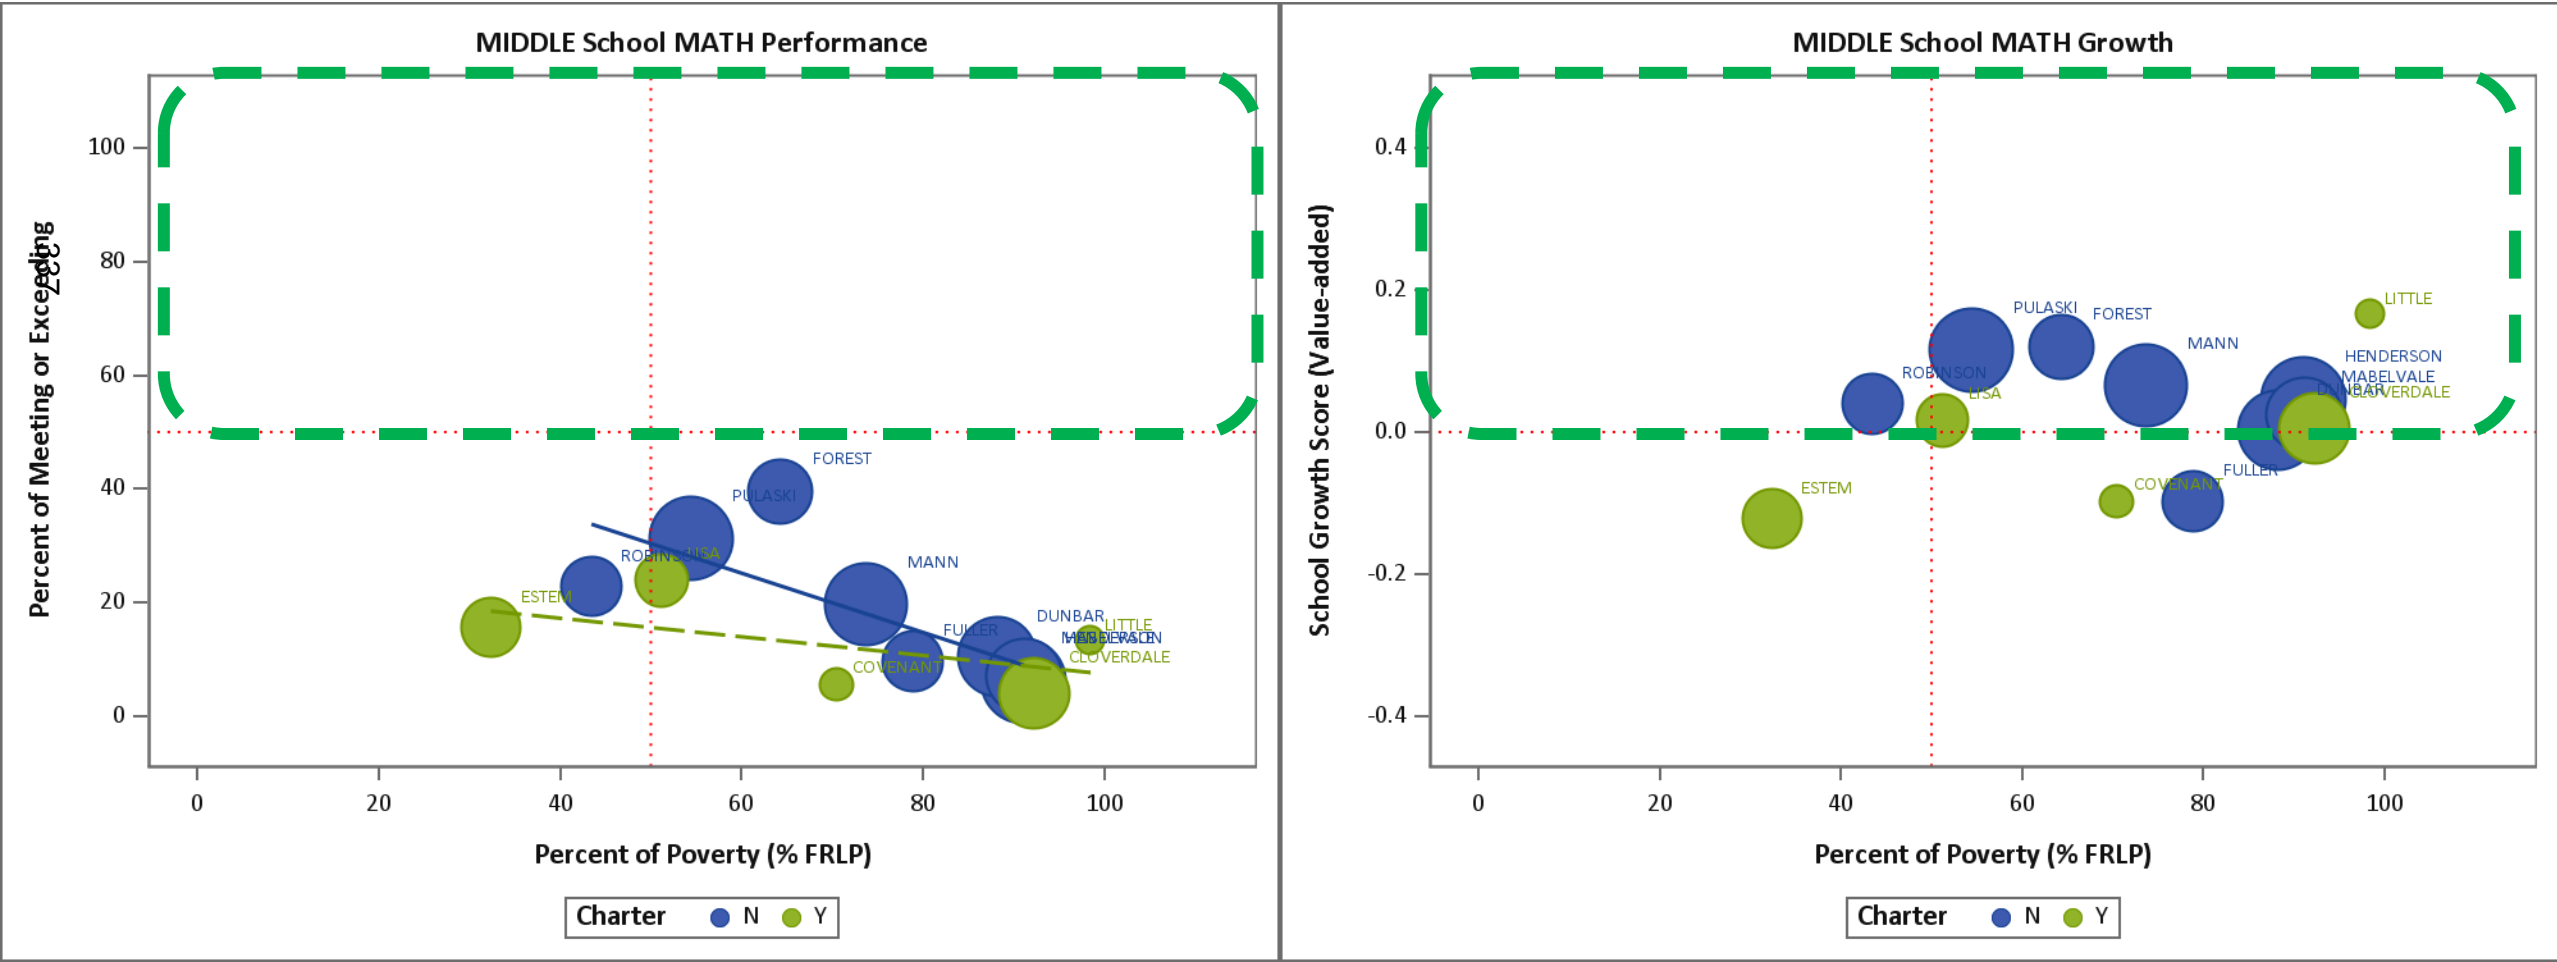 MIDDLE School MATH Performance
Percent of Meeting or Exceeding
100
80
60
40
20
0
FOREST
PULASKI
LISA
MANN
ESTEM
DUNBAR
LITTLE
FULLER
CLOVERDALE
COVENANT
0 20 40 60 80 100
Percent of Poverty (% FRLP)
Charter N Y
MIDDLE School MATH Growth
School Growth Score (Value-added)
0.4
0.2
0.0
-0.2
-0.4
LITTLE
PULASKI
FOREST
MANN
HENDERSON
ROBINSON
MABELVALE
DUNBAR
CLOVERDALE
LISA
FULLER
COVENANT
ESTEM
0 20 40 60 80 100
Percent of Poverty (% FRLP)
Charter N Y